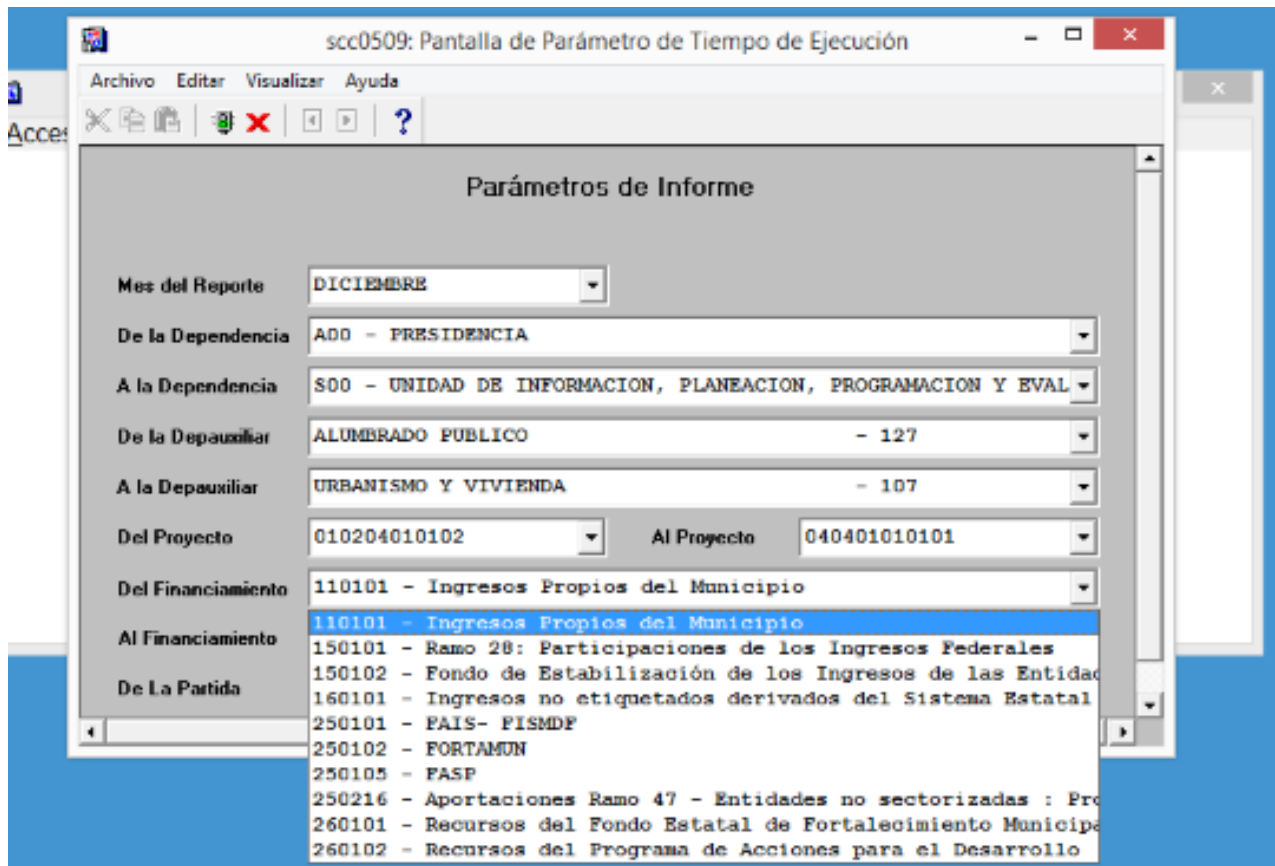 scc0509: Pantalla de Parámetro de Tiempo de Ejecución
Archivo Editar Visualizar Ayuda
Acces
Parámetros de Informe
Mes del Reporte DICIEMBRE
De la Dependencia A00 - PRESIDENCIA
A la Dependencia S00 - UNIDAD DE INFORMACION, PLANEACION, PROGRAMACION Y EVAL
De la Depauxiliar ALUMBRADO PUBLICO - 127
A la Depauxiliar URBANISMO Y VIVIENDA - 107
Del Proyecto 010204010102 Al Proyecto 040401010101
Del Financiamiento 110101 - Ingresos Propios del Municipio
Al Financiamiento
De La Partida
110101 - Ingresos Propios del Municipio
150101 - Ramo 28: Participaciones de los Ingresos Federales
150102 - Fondo de Estabilización de los Ingresos de las Entidad
160101 - Ingresos no etiquetados derivados del Sistema Estatal
250101 - FAIS- FISMDF
250102 - FORTAMUN
250105 - FASP
250216 - Aportaciones Ramo 47 - Entidades no sectorizadas : Pro
260101 - Recursos del Fondo Estatal de Fortalecimiento Municipa
260102 - Recursos del Programa de Acciones para el Desarrollo